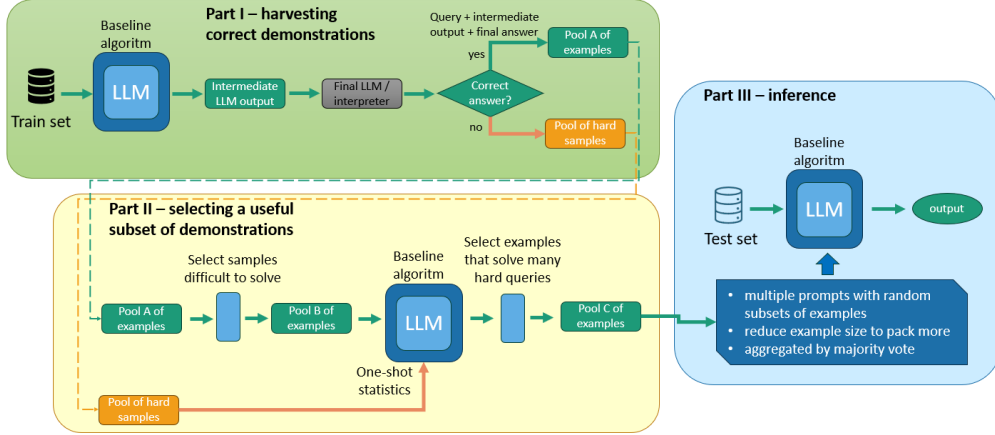 Part I – harvesting
correct demonstrations
Baseline
algoritm
LLM
Train set
Intermediate
LLM output
Final LLM /
interpreter
Correct
answer?
Query + intermediate
output + final answer
yes
Pool A of
examples
no
Pool of hard
samples
Part II – selecting a useful
subset of demonstrations
Pool A of
examples
Select samples
difficult to solve
Pool B of
examples
Baseline
algoritm
LLM
One-shot
statistics
Select examples
that solve many
hard queries
Pool C of
examples
Pool of hard
samples
Part III – inference
Baseline
algoritm
LLM
Test set
output
• multiple prompts with random
subsets of examples
• reduce example size to pack more
• aggregated by majority vote